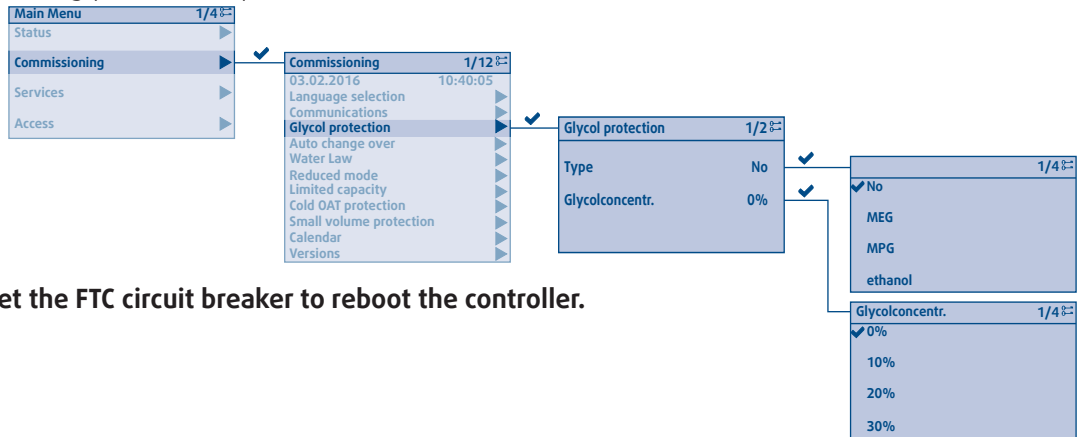 Main Menu 1/4
Status
Commissioning
Services
Access
Commissioning 1/12
03.02.2016 10:40:05
Language selection
Communications
Glycol protection
Auto change over
Water Law
Reduced mode
Limited capacity
Cold OAT protection
Small volume protection
Calendar
Versions
Glycol protection 1/2
Type No
Glycolconcentr. 0%
1/4
No
MEG
MPG
ethanol
Glycolconcentr. 1/4
0%
10%
20%
30%
et the FTC circuit breaker to reboot the controller.